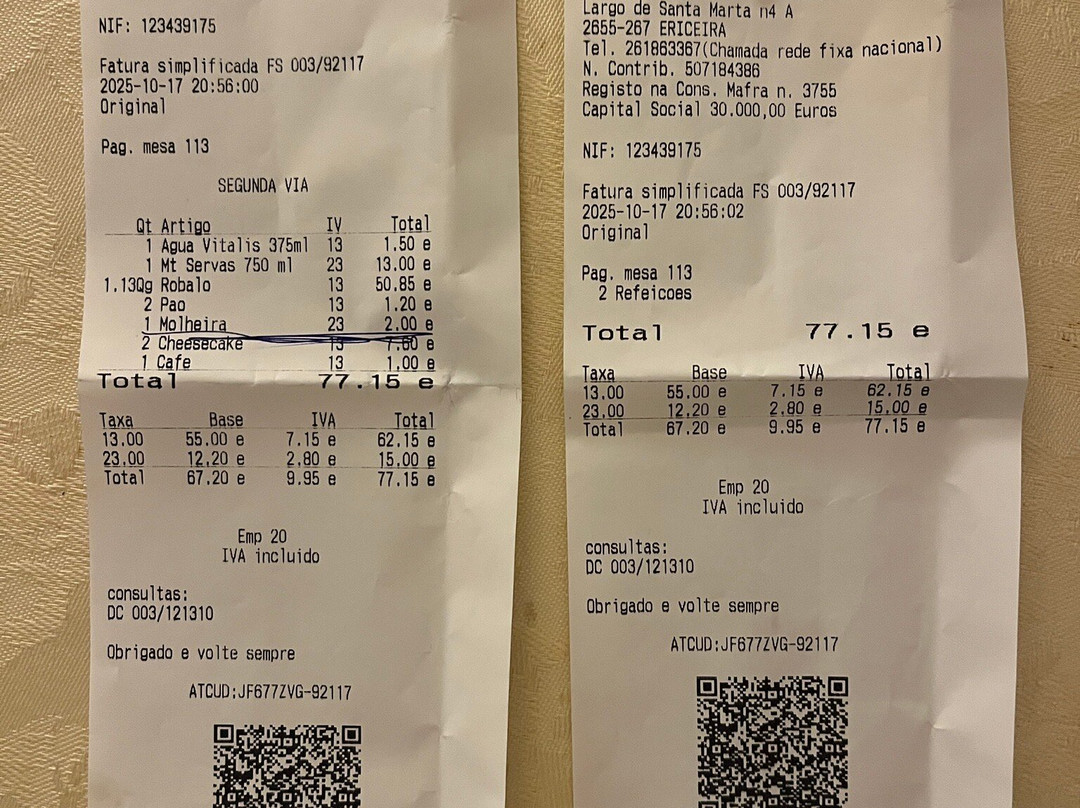 NIF: 123439175
Fatura simplificada FS 003/92117
2025-10-17 20:56:00
Original
Pag. mesa 113
SEGUNDA VIA
Qt Artigo IV Total
1 Agua Vitalis 375ml 13 1.50 e
1 Mt Servas 750 ml 23 13.00 e
1.13Qg Robalo 13 50.85 e
2 Pao 13 1.20 e
1 Molheira 23 2.00 e
2 Cheesecake 13 7.60 e
1 Cafe 13 1.00 e
Total 77.15 e
Taxa Base IVA Total
13.00 55.00 e 7.15 e 62.15 e
23.00 12.20 e 2.80 e 15.00 e
Total 67.20 e 9.95 e 77.15 e
Emp 20
IVA incluido
consultas:
DC 003/121310
Obrigado e volte sempre
ATCUD:JF677ZVG-92117
Largo de Santa Marta n4 A
2655-267 ERICEIRA
Tel. 261863367(Chamada rede fixa nacional)
N. Contrib. 507184386
Registo na Cons. Mafra n. 3755
Capital Social 30.000,00 Euros
NIF: 123439175
Fatura simplificada FS 003/92117
2025-10-17 20:56:02
Original
Pag. mesa 113
2 Refeicoes
Total 77.15 e
Taxa Base IVA Total
13.00 55.00 e 7.15 e 62.15 e
23.00 12.20 e 2.80 e 15.00 e
Total 67.20 e 9.95 e 77.15 e
Emp 20
IVA incluido
consultas:
DC 003/121310
Obrigado e volte sempre
ATCUD:JF677ZVG-92117